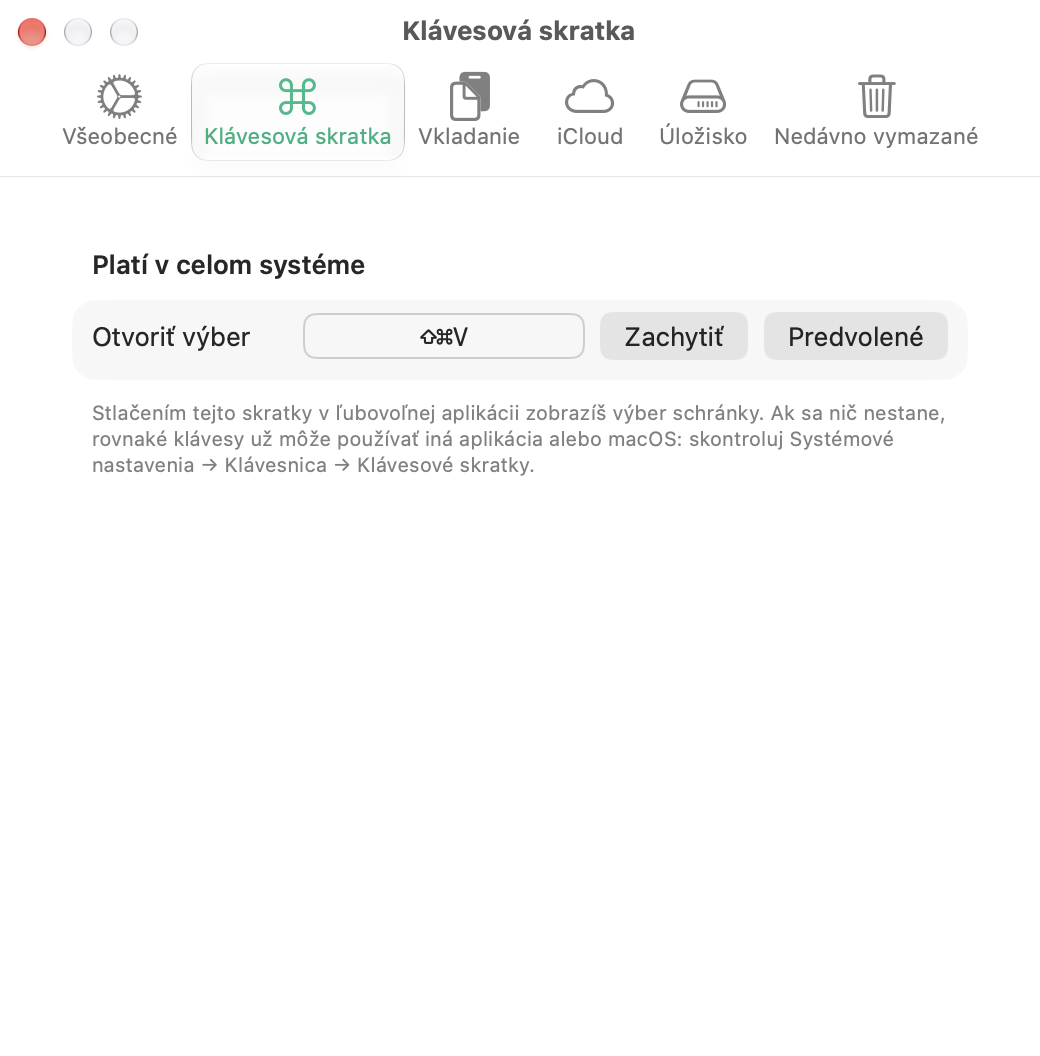 Klávesová skratka
Všeobecné
Klávesová skratka
Vkladanie
iCloud
Úložisko
Nedávno vymazané
Platí v celom systéme
Otvoriť výber
⇧⌘V
Zachytiť
Predvolené
Stlačením tejto skratky v ľubovoľnej aplikácii zobrazíš výber schránky. Ak sa nič nestane,
rovnaké klávesy už môže používať iná aplikácia alebo macOS: skontroluj Systémové
nastavenia → Klávesnica → Klávesové skratky.